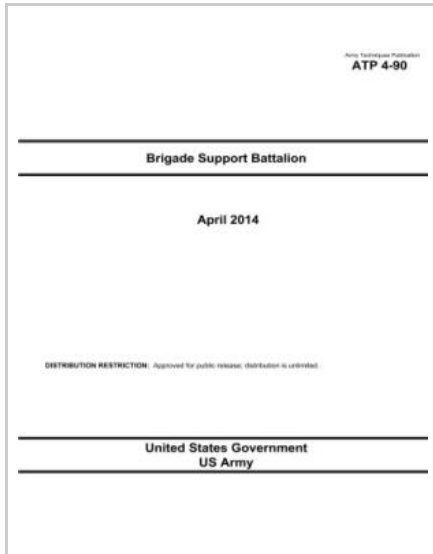 Army Techniques Publication
ATP 4-90
Brigade Support Battalion
April 2014
DISTRIBUTION RESTRICTION: Approved for public release; distribution is unlimited.
United States Government
US Army